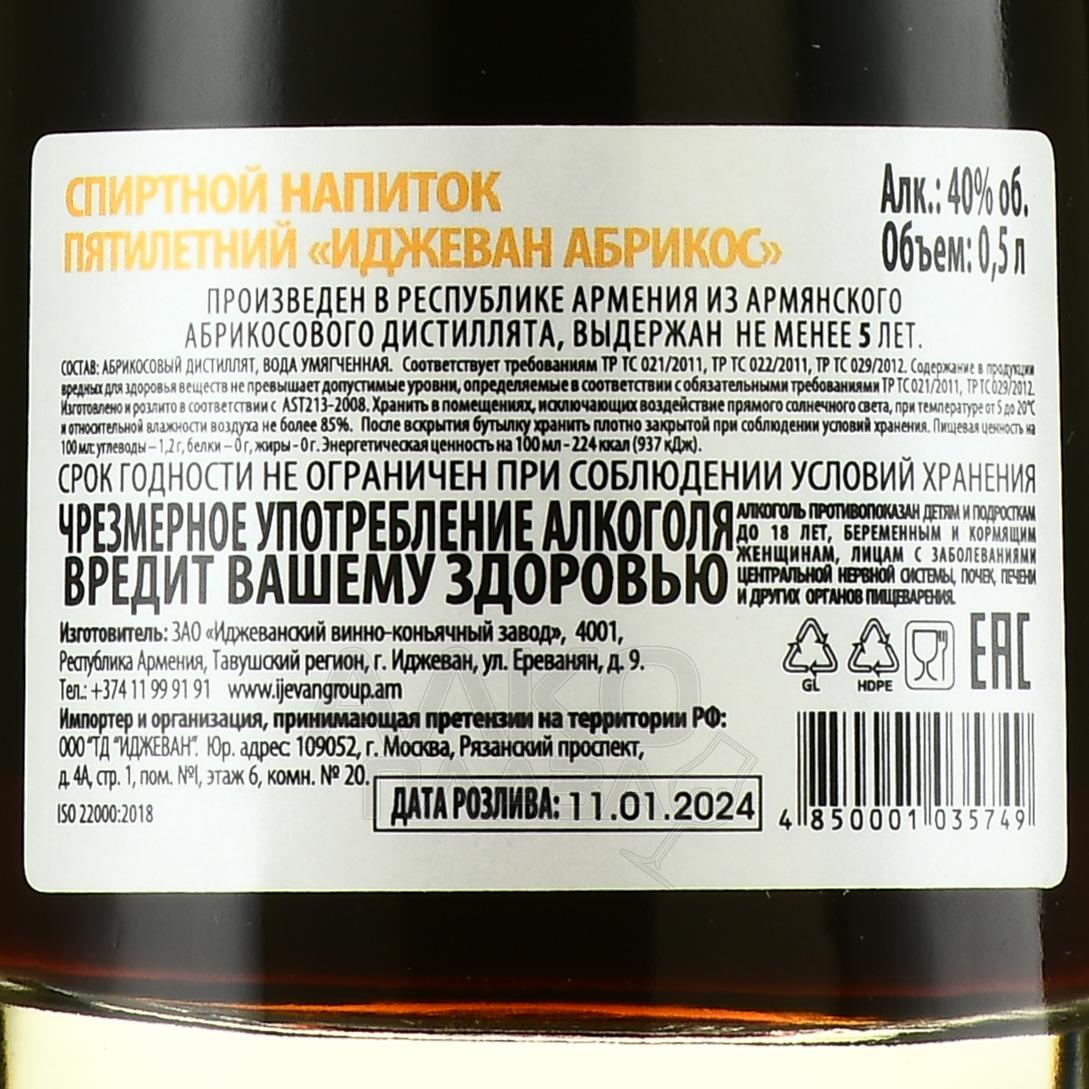 СПИРТНОЙ НАПИТОК
ПЯТИЛЕТНИЙ «ИДЖЕВАН АБРИКОС»
Алк.: 40% об.
Объем: 0,5 л
ПРОИЗВЕДЕН В РЕСПУБЛИКЕ АРМЕНИЯ ИЗ АРМЯНСКОГО
АБРИКОСОВОГО ДИСТИЛЛЯТА, ВЫДЕРЖАН НЕ МЕНЕЕ 5 ЛЕТ.
СОСТАВ: АБРИКОСОВЫЙ ДИСТИЛЛЯТ, ВОДА УМЯГЧЕННАЯ. Соответствует требованиям ТР ТС 021/2011, ТР ТС 022/2011, ТР ТС 029/2012. Содержание в продукции
вредных для здоровья веществ не превышает допустимые уровни, определяемые в соответствии с обязательными требованиями ТР ТС 021/2011, ТР ТС 029/2012.
Изготовлено и розлито в соответствии с AST213-2008. Хранить в помещениях, исключающих воздействие прямого солнечного света, при температуре от 5 до 20°С
и относительной влажности воздуха не более 85%. После вскрытия бутылку хранить плотно закрытой при соблюдении условий хранения. Пищевая ценность на
100 мл: углеводы – 1,2 г, белки – 0 г, жиры - 0 г. Энергетическая ценность на 100 мл - 224 ккал (937 кДж).
СРОК ГОДНОСТИ НЕ ОГРАНИЧЕН ПРИ СОБЛЮДЕНИИ УСЛОВИЙ ХРАНЕНИЯ
ЧРЕЗМЕРНОЕ УПОТРЕБЛЕНИЕ АЛКОГОЛЯ
ВРЕДИТ ВАШЕМУ ЗДОРОВЬЮ
АЛКОГОЛЬ ПРОТИВОПОКАЗАН ДЕТЯМ И ПОДРОСТКАМ
ДО 18 ЛЕТ, БЕРЕМЕННЫМ И КОРМЯЩИМ
ЖЕНЩИНАМ, ЛИЦАМ С ЗАБОЛЕВАНИЯМИ
ЦЕНТРАЛЬНОЙ НЕРВНОЙ СИСТЕМЫ, ПОЧЕК, ПЕЧЕНИ
И ДРУГИХ ОРГАНОВ ПИЩЕВАРЕНИЯ.
Изготовитель: ЗАО «Иджеванский винно-коньячный завод», 4001,
Республика Армения, Тавушский регион, г. Иджеван, ул. Ереванян, д. 9.
Тел.: +374 11 99 91 91 www.ijevangroup.am
GL
HDPE
EAC
Импортер и организация, принимающая претензии на территории РФ:
ООО "ТД "ИДЖЕВАН". Юр. адрес: 109052, г. Москва, Рязанский проспект,
д. 4А, стр. 1, пом. №I, этаж 6, комн. № 20.
ISO 22000:2018
ДАТА РОЗЛИВА: 11.01.2024
4 850001 035749
АЛКО
ПЛАЗА